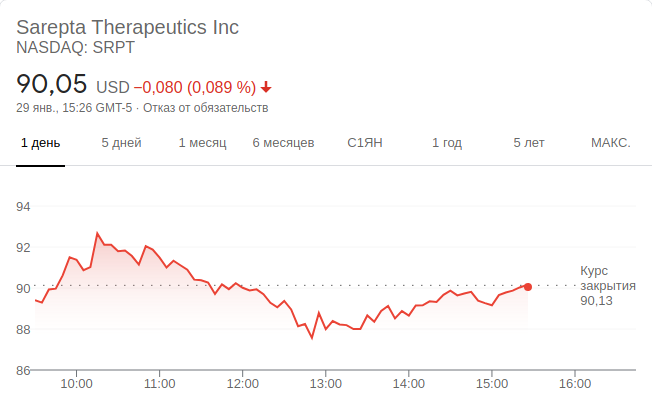 Sarepta Therapeutics Inc
NASDAQ: SRPT
90,05 USD −0,080 (0,089 %)
29 янв., 15:26 GMT-5 · Отказ от обязательств
1 день 5 дней 1 месяц 6 месяцев С1ЯН 1 год 5 лет МАКС.
94
92
90
88
86
Курс
закрытия
90,13
10:00 11:00 12:00 13:00 14:00 15:00 16:00